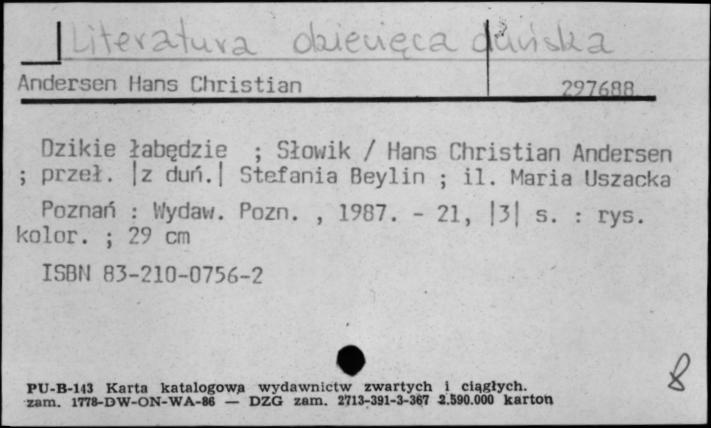 Literatura dziecięca duńska
Andersen Hans Christian 297688
Dzikie łabędzie ; Słowik / Hans Christian Andersen
; przeł. |z duń.| Stefania Beylin ; il. Maria Uszacka
Poznań : Wydaw. Pozn. , 1987. - 21, |3| s. : rys.
kolor. ; 29 cm
ISBN 83-210-0756-2
8
PU-B-143 Karta katalogowa wydawnictw zwartych i ciągłych.
zam. 1778-DW-ON-WA-86 — DZG zam. 2713-391-3-367 2.590.000 karton